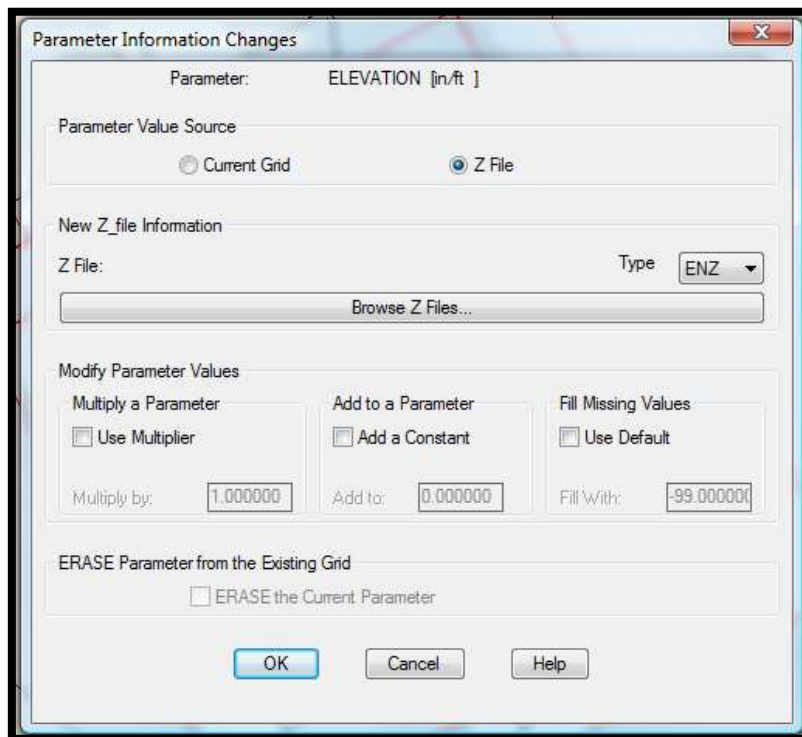 Parameter Information Changes
Parameter: ELEVATION [in/ft ]
Parameter Value Source
Current Grid Z File
New Z_file Information
Z File: Type ENZ
Browse Z Files...
Modify Parameter Values
Multiply a Parameter Add to a Parameter Fill Missing Values
Use Multiplier Add a Constant Use Default
Multiply by: 1.000000 Add to: 0.000000 Fill With: -99.000000
ERASE Parameter from the Existing Grid
ERASE the Current Parameter
OK Cancel Help